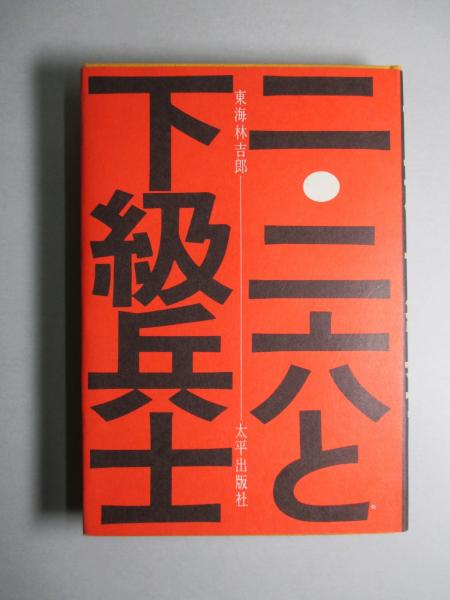 二・二六と
東海林吉郎
太平出版社
下級兵士